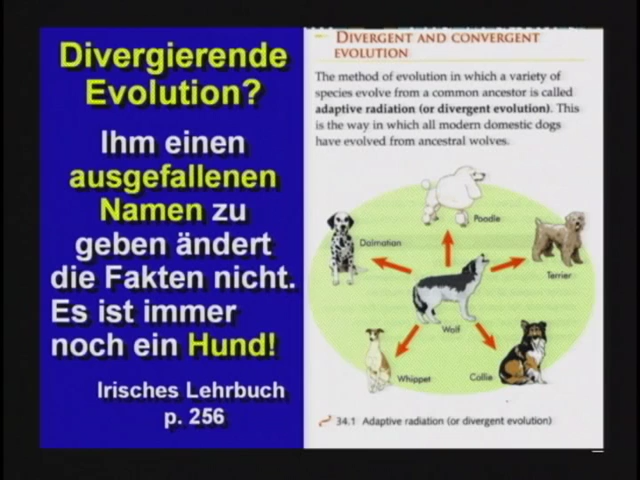 Divergierende
Evolution?
Ihm einen
ausgefallenen
Namen zu
geben ändert
die Fakten nicht.
Es ist immer
noch ein Hund!
Irisches Lehrbuch
p. 256
DIVERGENT AND CONVERGENT
EVOLUTION
The method of evolution in which a variety of
species evolve from a common ancestor is called
adaptive radiation (or divergent evolution). This
is the way in which all modern domestic dogs
have evolved from ancestral wolves.
Poodle
Dalmatian
Terrier
Wolf
Whippet
Collie
34.1 Adaptive radiation (or divergent evolution)